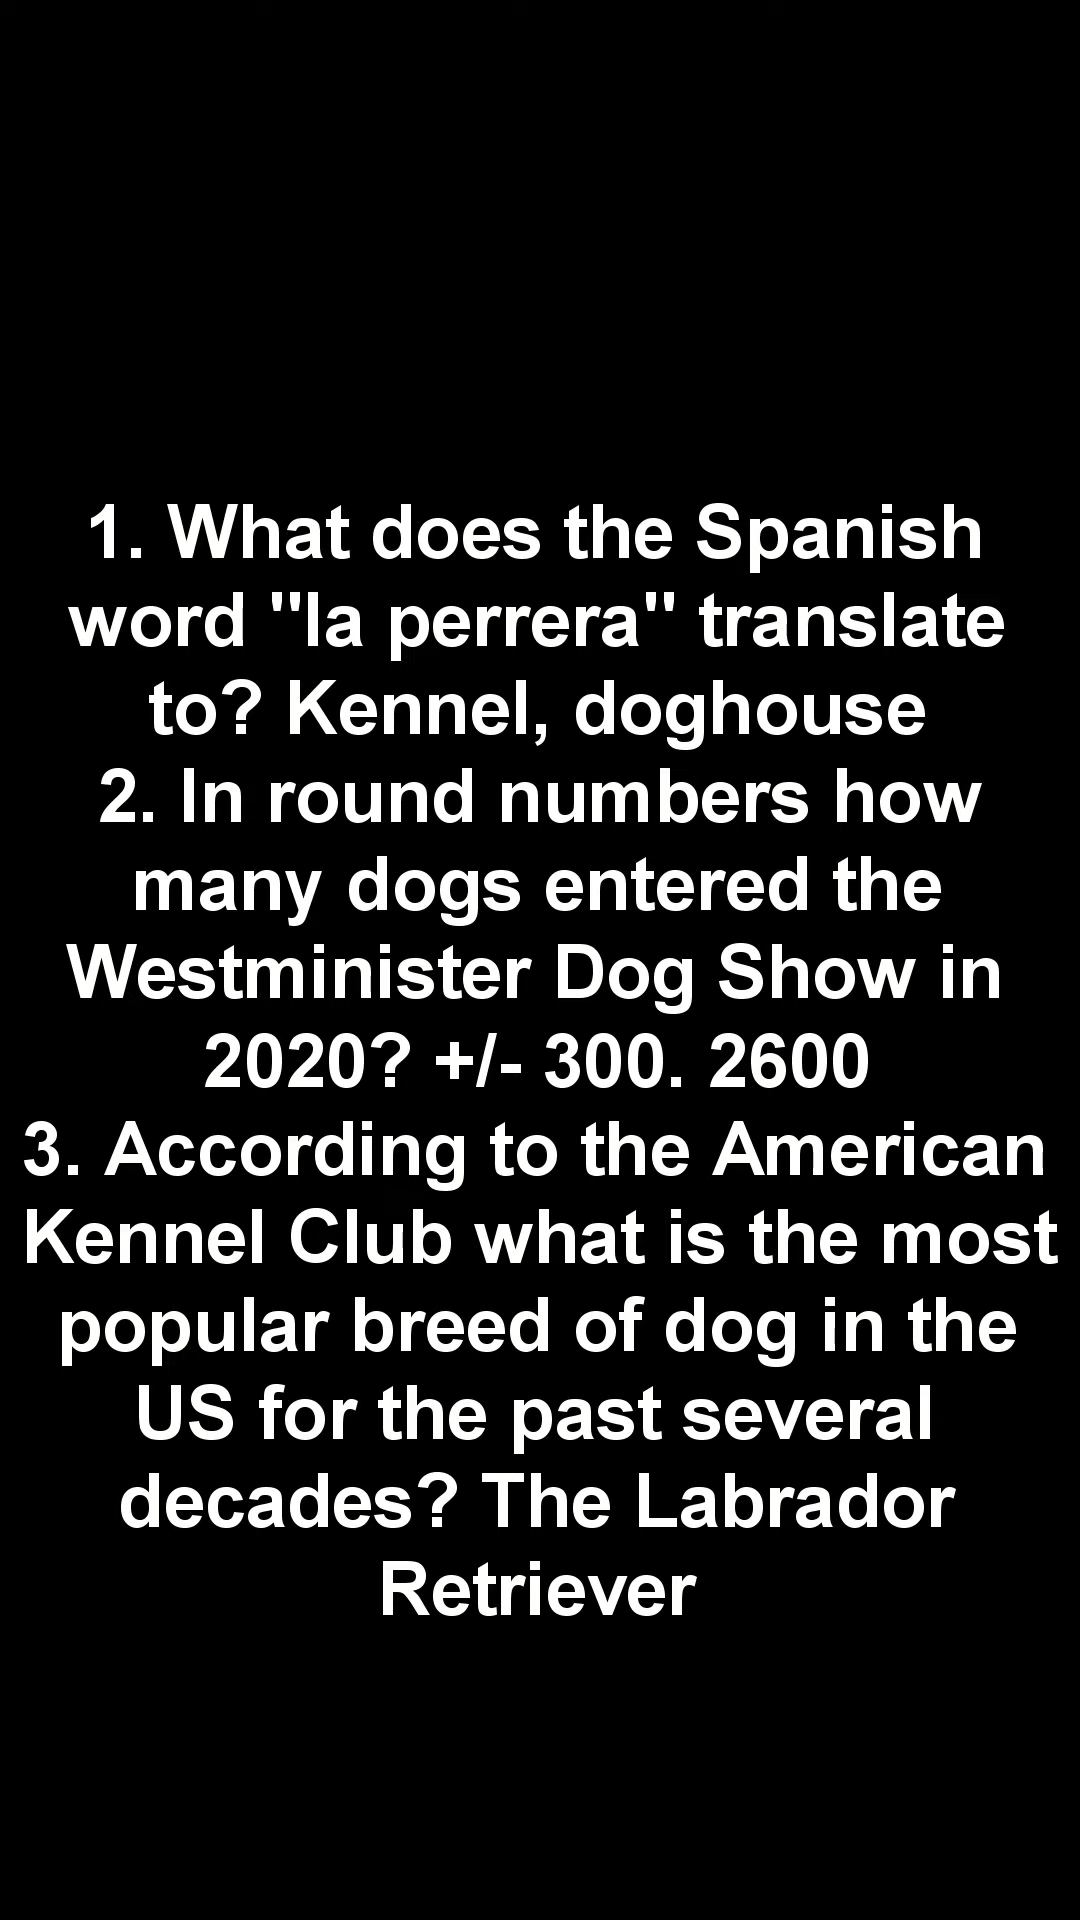 1. What does the Spanish
word "la perrera" translate
to? Kennel, doghouse
2. In round numbers how
many dogs entered the
Westminister Dog Show in
2020? +/- 300. 2600
3. According to the American
Kennel Club what is the most
popular breed of dog in the
US for the past several
decades? The Labrador
Retriever